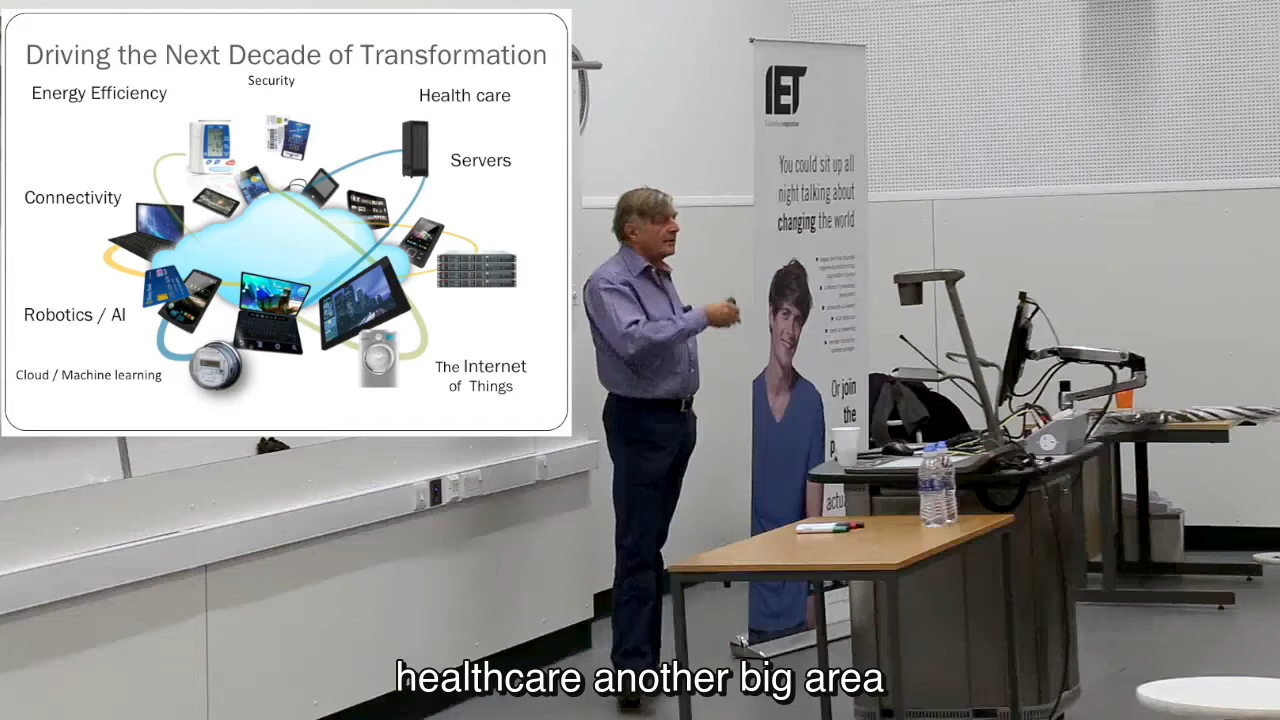 Driving the Next Decade of Transformation
Security
Energy Efficiency
Health care
Servers
Connectivity
Robotics / AI
Cloud / Machine learning
The Internet
of Things
IET
You could sit up all
night talking about
changing the world
Or join
the
actu
healthcare another big area